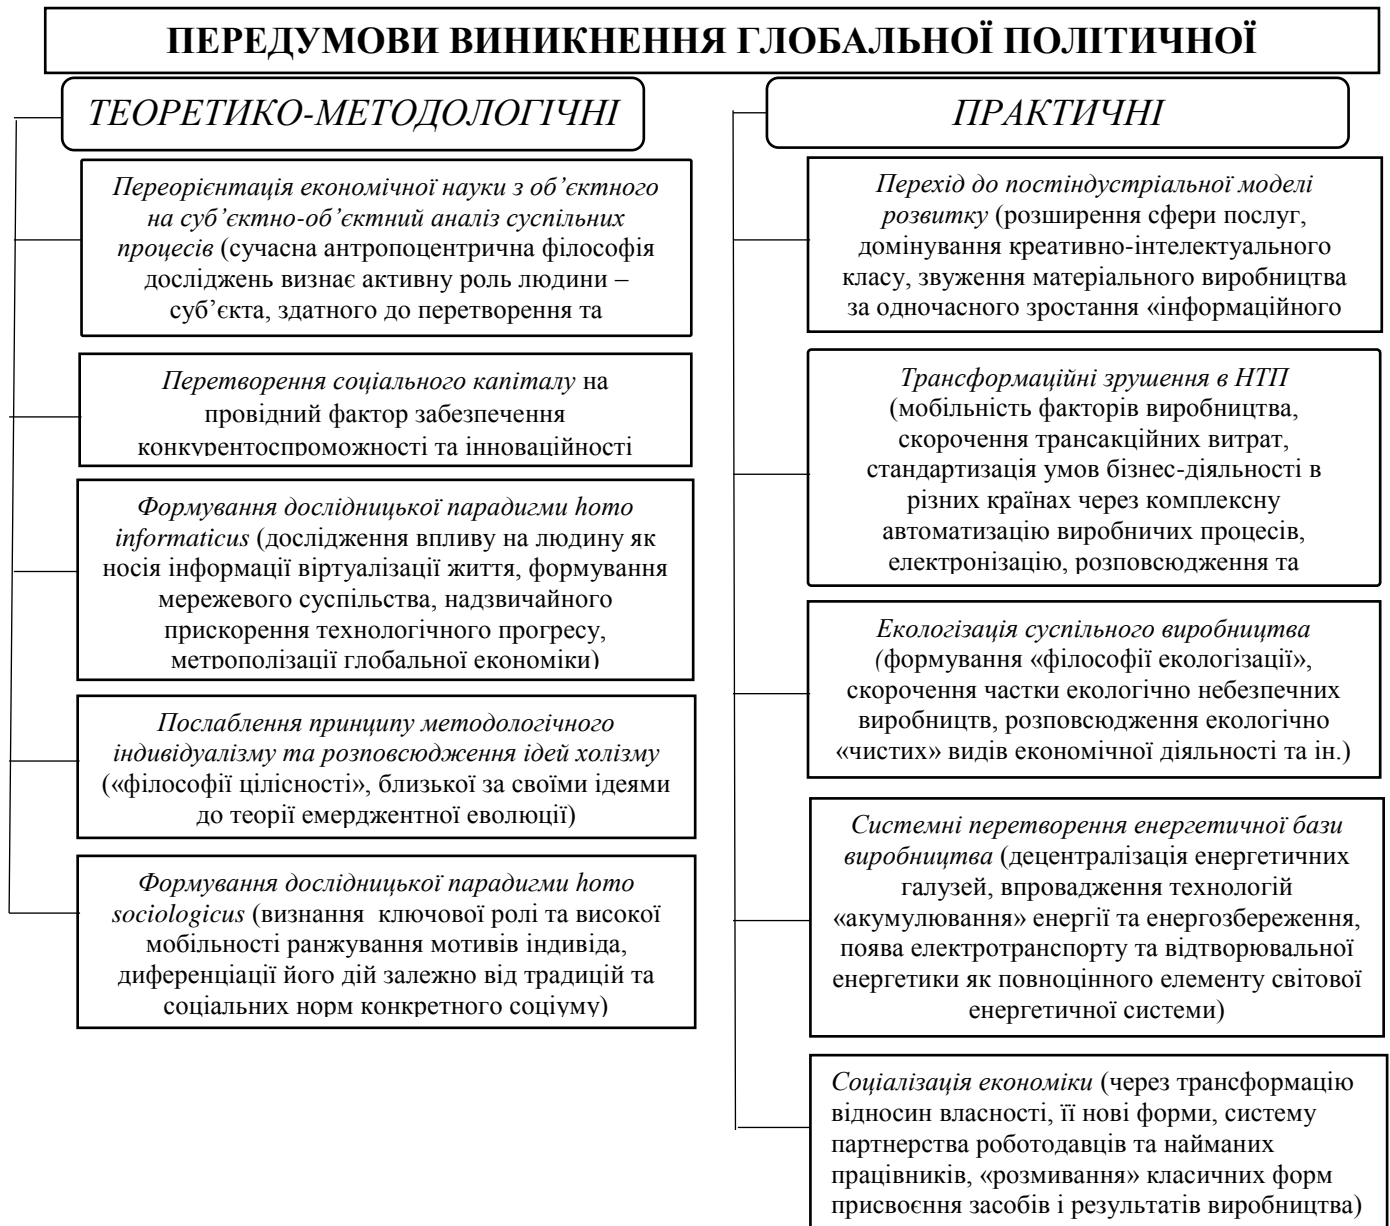 ПЕРЕДУМОВИ ВИНИКНЕННЯ ГЛОБАЛЬНОЇ ПОЛІТИЧНОЇ
ТЕОРЕТИКО-МЕТОДОЛОГІЧНІ
Переорієнтація економічної науки з об’єктного
на суб’єктно-об’єктний аналіз суспільних
процесів (сучасна антропоцентрична філософія
досліджень визнає активну роль людини –
суб’єкта, здатного до перетворення та
Перетворення соціального капіталу на
провідний фактор забезпечення
конкурентоспроможності та інноваційності
Формування дослідницької парадигми homo
informaticus (дослідження впливу на людину як
носія інформації віртуалізації життя, формування
мережевого суспільства, надзвичайного
прискорення технологічного прогресу,
метрополізації глобальної економіки)
Послаблення принципу методологічного
індивідуалізму та розповсюдження ідей холізму
(«філософії цілісності», близької за своїми ідеями
до теорії емерджентної еволюції)
Формування дослідницької парадигми homo
sociologicus (визнання ключової ролі та високої
мобільності ранжування мотивів індивіда,
диференціації його дій залежно від традицій та
соціальних норм конкретного соціуму)
ПРАКТИЧНІ
Перехід до постіндустріальної моделі
розвитку (розширення сфери послуг,
домінування креативно-інтелектуального
класу, звуження матеріального виробництва
за одночасного зростання «інформаційного
Трансформаційні зрушення в НТП
(мобільність факторів виробництва,
скорочення трансакційних витрат,
стандартизація умов бізнес-діяльності в
різних країнах через комплексну
автоматизацію виробничих процесів,
електронізацію, розповсюдження та
Екологізація суспільного виробництва
(формування «філософії екологізації»,
скорочення частки екологічно небезпечних
виробництв, розповсюдження екологічно
«чистих» видів економічної діяльності та ін.)
Системні перетворення енергетичної бази
виробництва (децентралізація енергетичних
галузей, впровадження технологій
«акумулювання» енергії та енергозбереження,
поява електротранспорту та відтворювальної
енергетики як повноцінного елементу світової
енергетичної системи)
Соціалізація економіки (через трансформацію
відносин власності, її нові форми, систему
партнерства роботодавців та найманих
працівників, «розмивання» класичних форм
присвоєння засобів і результатів виробництва)